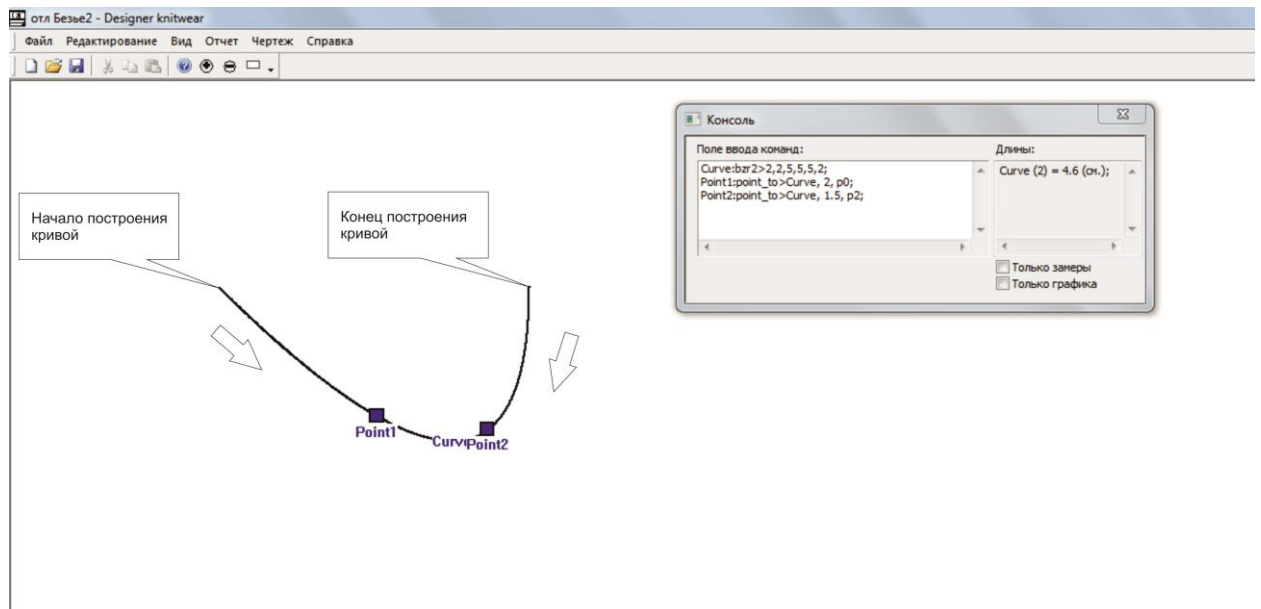 отл Безье2 - Designer knitwear
Файл Редактирование Вид Отчет Чертеж Справка
Консоль
Поле ввода команд:
Длины:
Curve:bzr2>2,2,5,5,5,2;
Point1:point_to>Curve, 2, p0;
Point2:point_to>Curve, 1.5, p2;
Curve (2) = 4.6 (см.);
Только замеры
Только графика
Начало построения
кривой
Конец построения
кривой
Point1
Point2